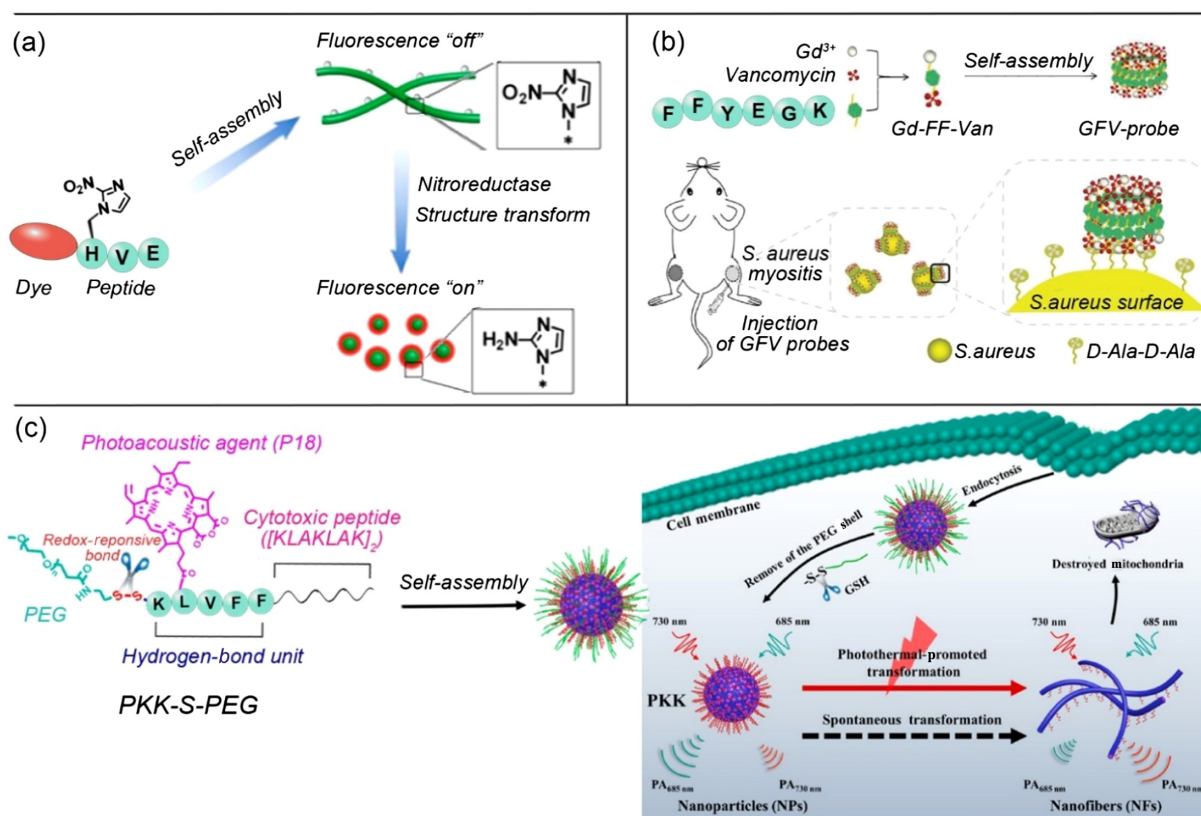 (a)
Fluorescence “off”
Self-assembly
O₂N
N
N
*
O₂N
N
N
Nitroreductase
Structure transform
H V E
Dye
Peptide
Fluorescence “on”
H₂N
N
N
*
(b)
Gd³⁺
Vancomycin
Self-assembly
F F Y E G K
Gd-FF-Van
GFV-probe
S. aureus
myositis
Injection
of GFV probes
S.aureus surface
S.aureus
D-Ala-D-Ala
(c)
Photoacoustic agent (P18)
Redox-reponsive
bond
Cytotoxic peptide
([KLAKLAK]₂)
PEG
HN
O
S-S
K L V F F
Hydrogen-bond unit
PKK-S-PEG
Self-assembly
Cell membrane
Endocytosis
Remove of the PEG shell
-S-S
GSH
Destroyed mitochondria
730 nm
685 nm
PKK
Photothermal-promoted
transformation
Spontaneous transformation
730 nm
685 nm
PA685 nm
PA730 nm
Nanoparticles (NPs)
PA685 nm
PA730 nm
Nanofibers (NFs)